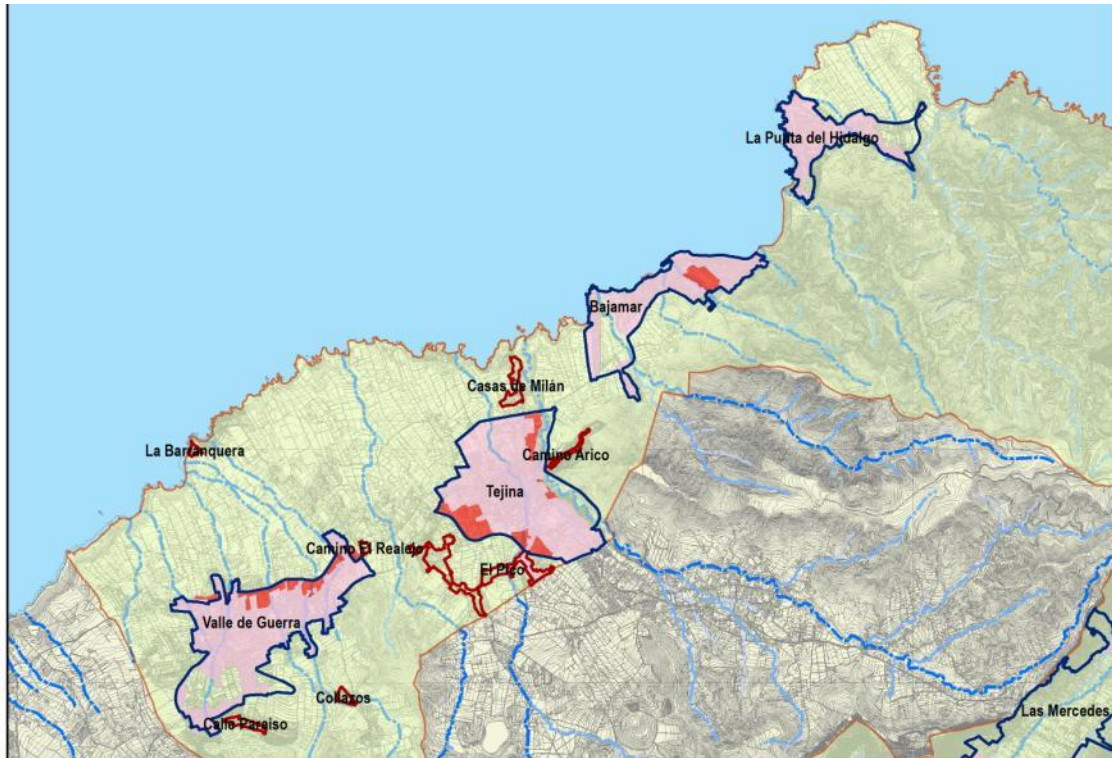 La Punta del Hidalgo
Bajamar
Casas de Milán
La Barranquera
Camino Arico
Tejina
Camino El Realejo
El Pico
Valle de Guerra
Collazos
Calle Paraiso
Las Mercedes